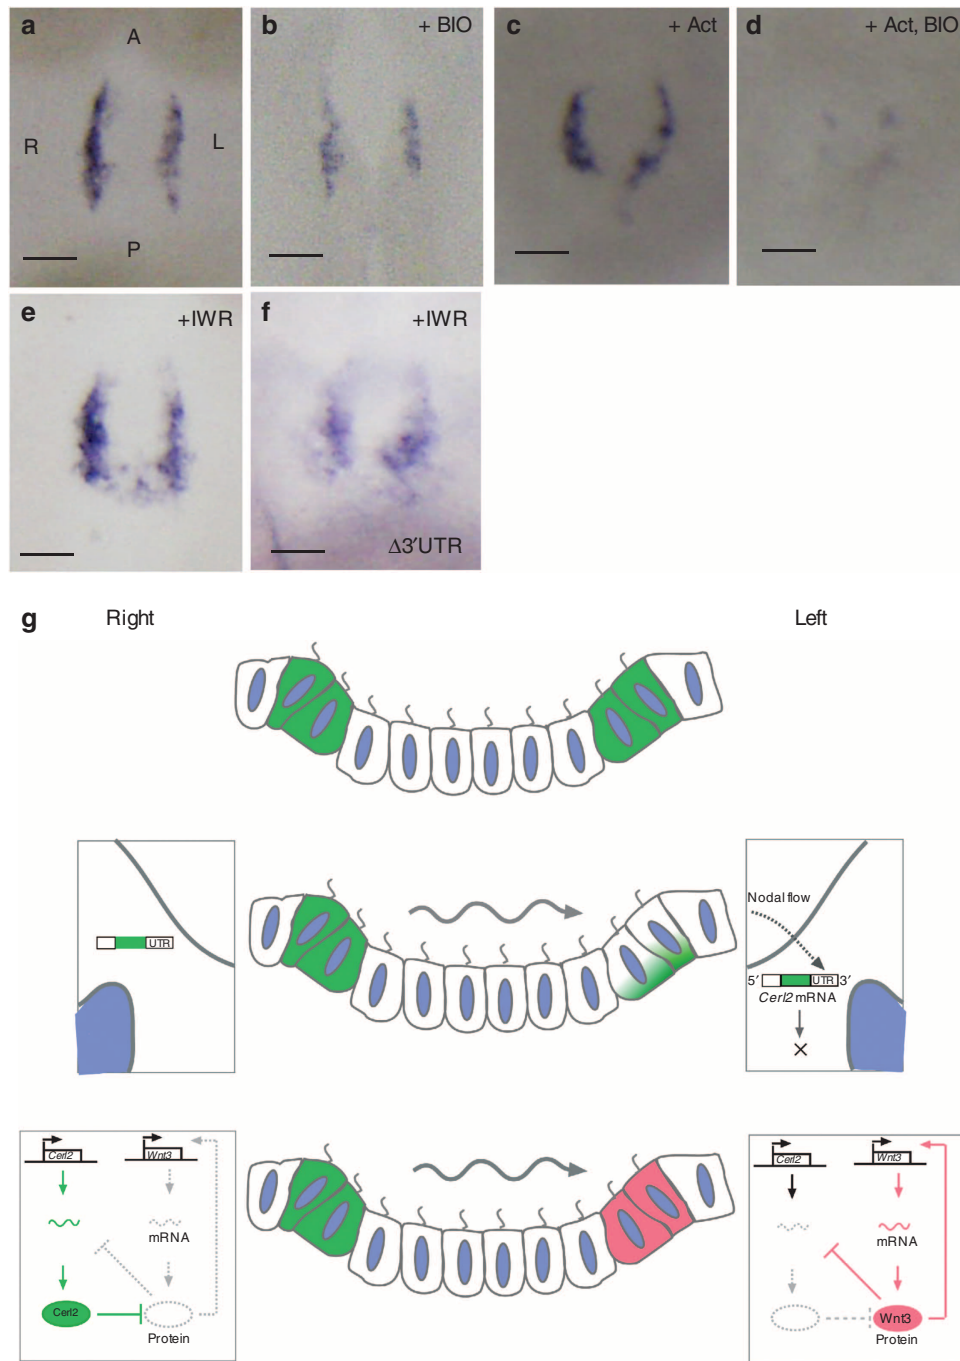 a
A
R
L
P
b
+ BIO
c
+ Act
d
+ Act, BIO
e
+IWR
f
+IWR
Δ3′UTR
g
Right
Left
UTR
Nodal flow
5′
UTR
3′
Cerl2 mRNA
×
Cerl2
Wnt3
mRNA
Cerl2
Protein
Cerl2
Wnt3
mRNA
Wnt3
Protein